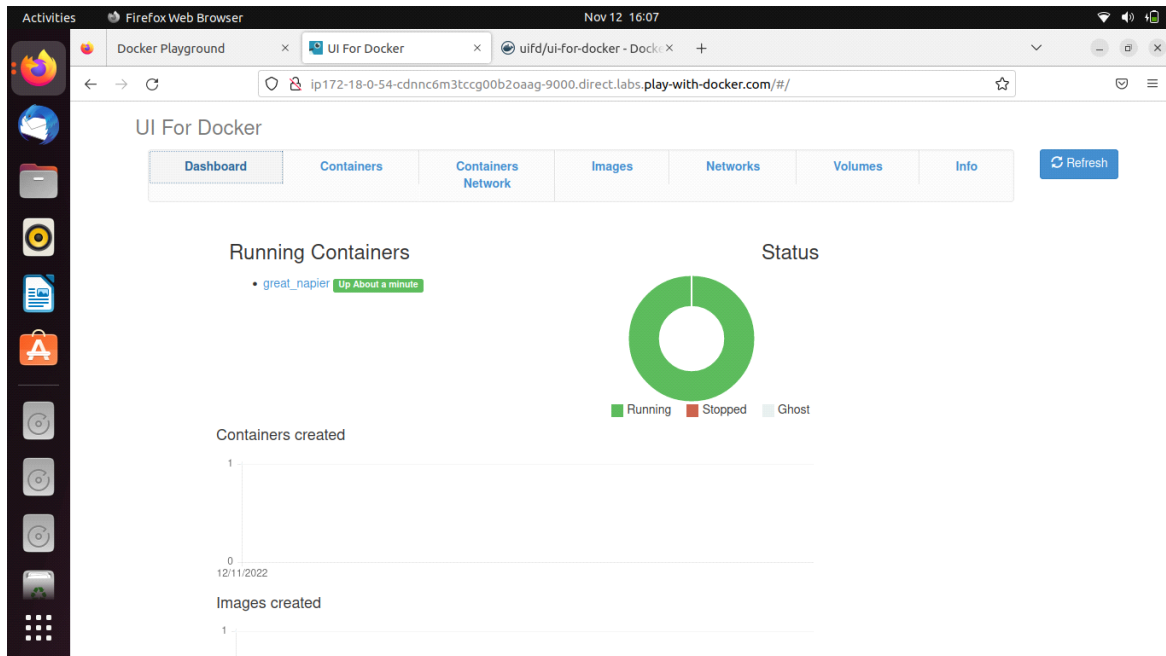 Activities Firefox Web Browser Nov 12 16:07
Docker Playground × UI For Docker × uifd/ui-for-docker - Docke ×
ip172-18-0-54-cdnnc6m3tccg00b2oaag-9000.direct.labs.play-with-docker.com/#/
UI For Docker
Dashboard Containers Containers Network Images Networks Volumes Info Refresh
Running Containers Status
• great_napier Up About a minute
Running Stopped Ghost
Containers created
1
0
12/11/2022
Images created
1